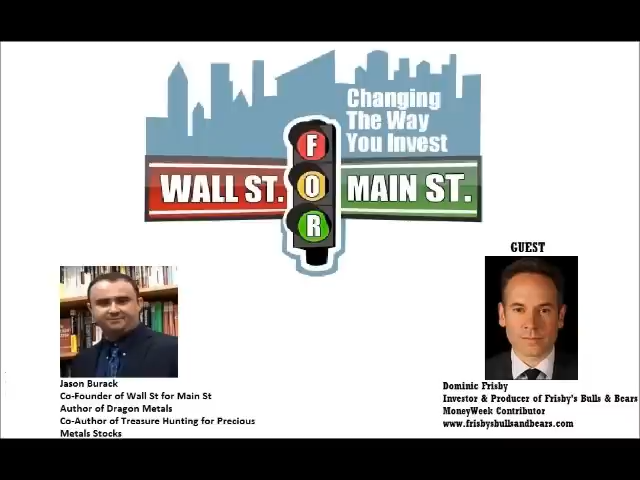 Changing
The Way
You Invest
WALL ST. FOR MAIN ST.
GUEST
Jason Burack
Co-Founder of Wall St for Main St
Author of Dragon Metals
Co-Author of Treasure Hunting for Precious
Metals Stocks
Dominic Frisby
Investor & Producer of Frisby's Bulls & Bears
MoneyWeek Contributor
www.frisbysbullsandbears.com